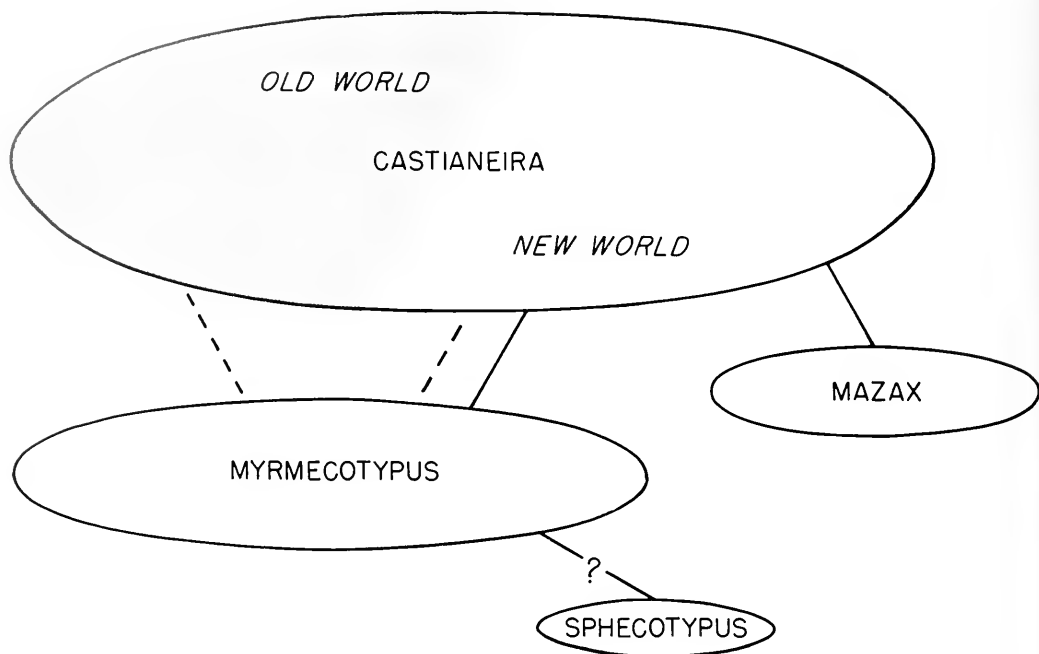 OLD WORLD
CASTIANEIRA
NEW WORLD
MAZAX
MYRMECOTYPUS
?
SPHECOTYPUS